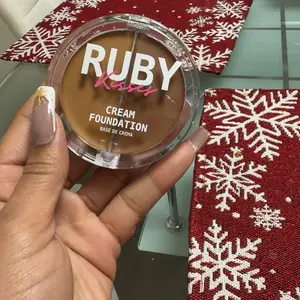 RUBY
Kisses
CREAM
FOUNDATION
BASE DE CREMA